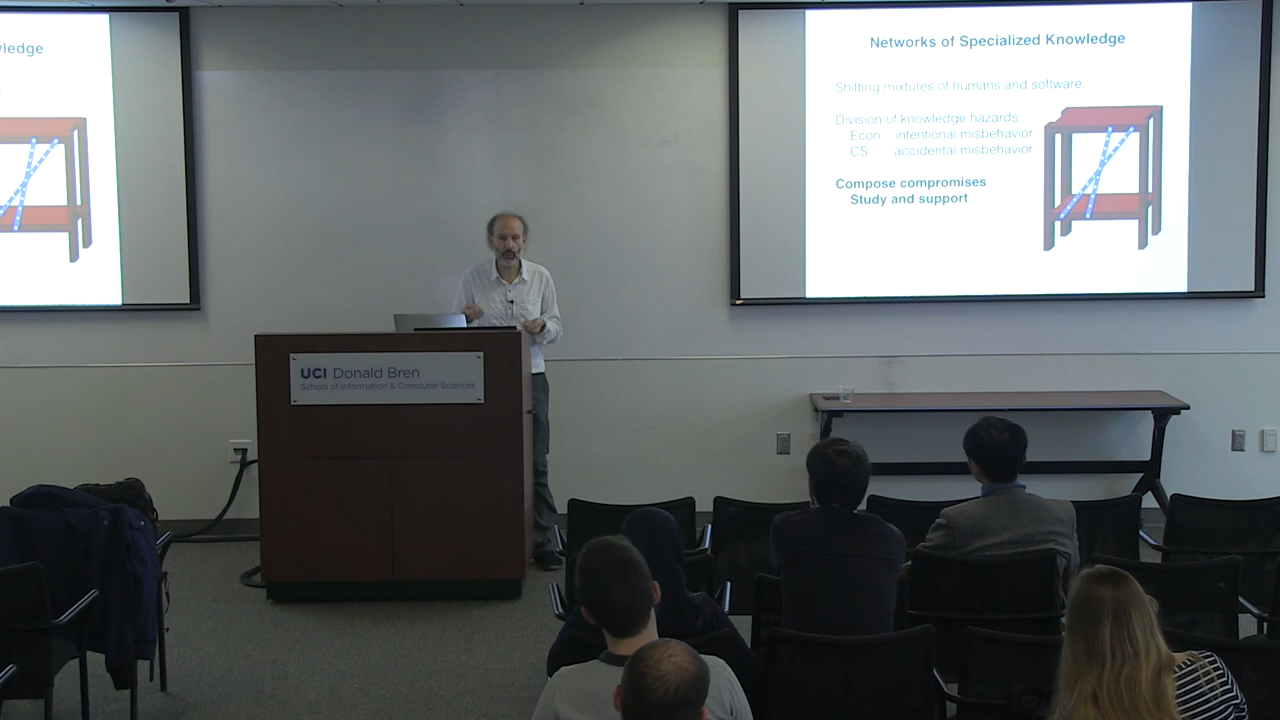 wledge
Networks of Specialized Knowledge
Shifting mixtures of humans and software
Division of knowledge hazards
Econ intentional misbehavior
CS accidental misbehavior
Compose compromises
Study and support
UCI Donald Bren
School of Information & Computer Sciences